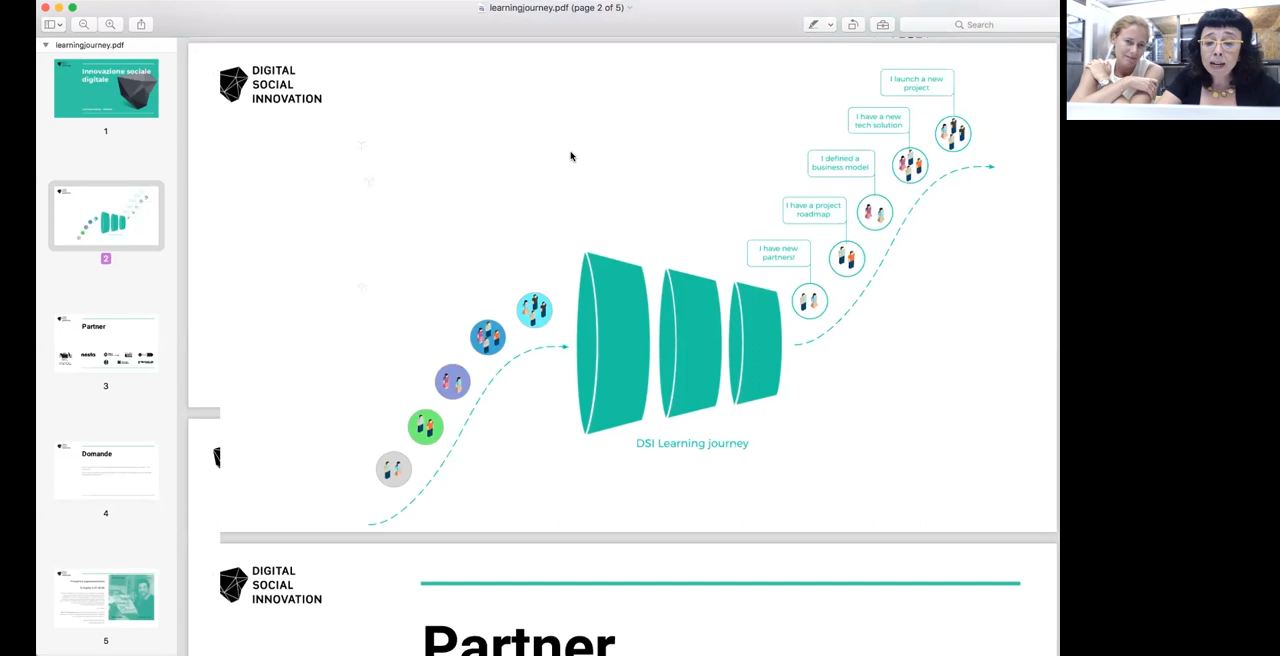 learningjourney.pdf (page 2 of 5)
Search
learningjourney.pdf
Innovazione sociale
digitale
1
2
Partner
nesta
3
Domande
4
5
DIGITAL
SOCIAL
INNOVATION
I launch a new
project
I have a new
tech solution
I defined a
business model
I have a project
roadmap
I have new
partners!
DSI Learning journey
DIGITAL
SOCIAL
INNOVATION
Partner